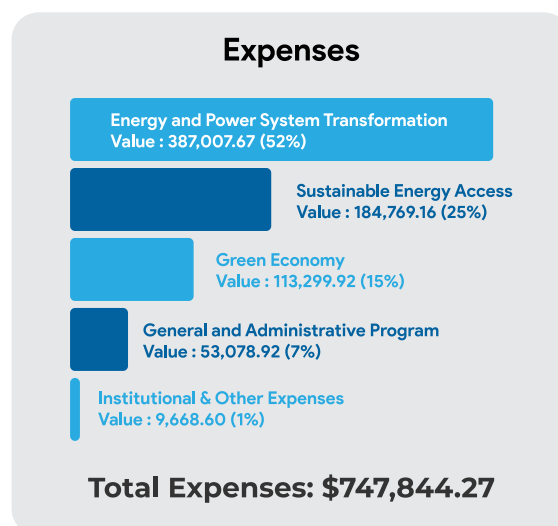 Expenses
Energy and Power System Transformation
Value : 387,007.67 (52%)
Sustainable Energy Access
Value : 184,769.16 (25%)
Green Economy
Value : 113,299.92 (15%)
General and Administrative Program
Value : 53,078.92 (7%)
Institutional & Other Expenses
Value : 9,668.60 (1%)
Total Expenses: $747,844.27